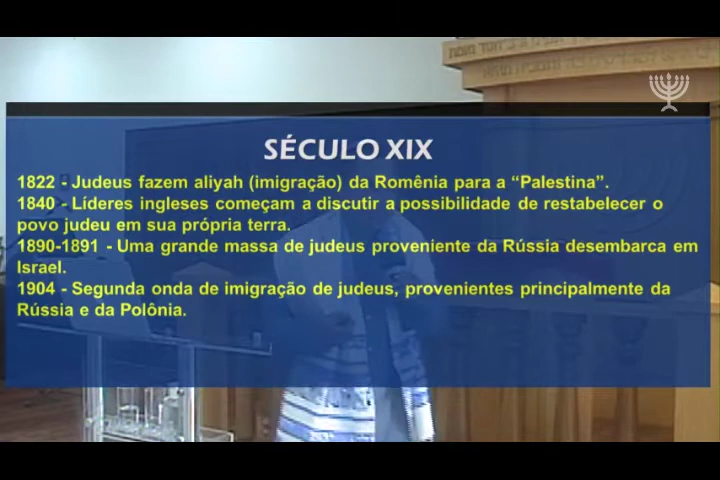 SÉCULO XIX
1822 - Judeus fazem aliyah (imigração) da Romênia para a “Palestina”.
1840 - Líderes ingleses começam a discutir a possibilidade de restabelecer o
povo judeu em sua própria terra.
1890-1891 - Uma grande massa de judeus proveniente da Rússia desembarca em
Israel.
1904 - Segunda onda de imigração de judeus, provenientes principalmente da
Rússia e da Polônia.